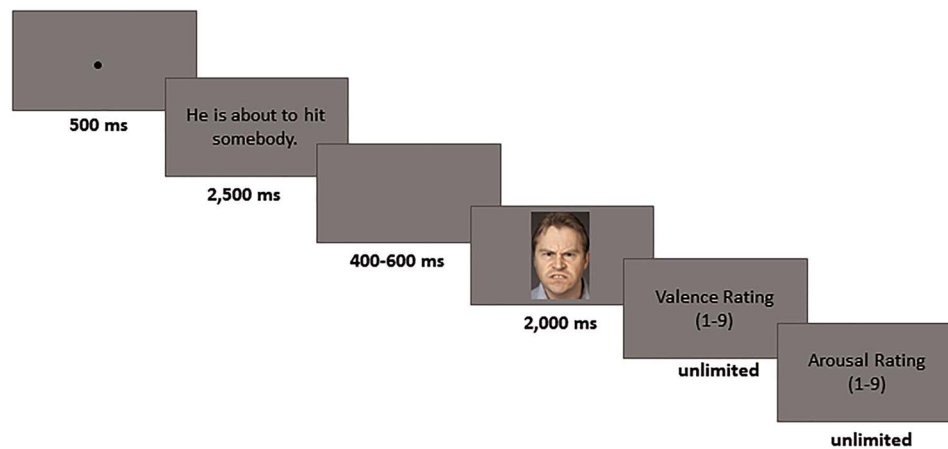 500 ms
He is about to hit
somebody.
2,500 ms
400-600 ms
2,000 ms
Valence Rating
(1-9)
unlimited
Arousal Rating
(1-9)
unlimited